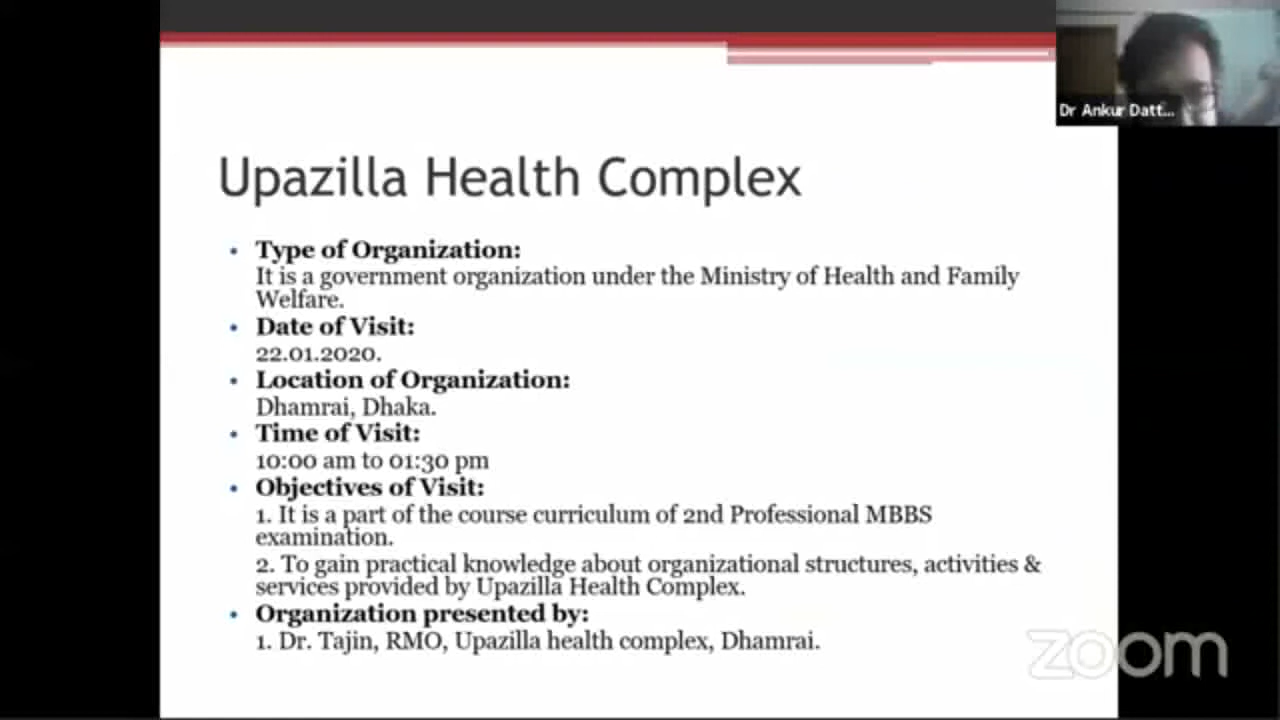 Dr Ankur Datt...
Upazilla Health Complex
• Type of Organization:
It is a government organization under the Ministry of Health and Family
Welfare.
• Date of Visit:
22.01.2020.
• Location of Organization:
Dhamrai, Dhaka.
• Time of Visit:
10:00 am to 01:30 pm
• Objectives of Visit:
1. It is a part of the course curriculum of 2nd Professional MBBS
examination.
2. To gain practical knowledge about organizational structures, activities &
services provided by Upazilla Health Complex.
• Organization presented by:
1. Dr. Tajin, RMO, Upazilla health complex, Dhamrai.
zoom